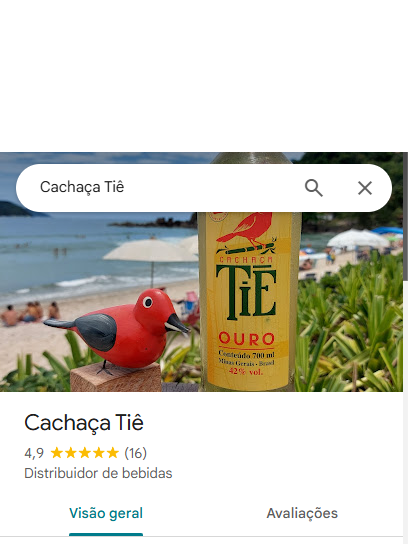 Cachaça Tiê
CACHAÇA
TIÊ
OURO
Conteúdo 700 ml
Minas Gerais - Brasil
42% vol.
Cachaça Tiê
4,9 (16)
Distribuidor de bebidas
Visão geral
Avaliações